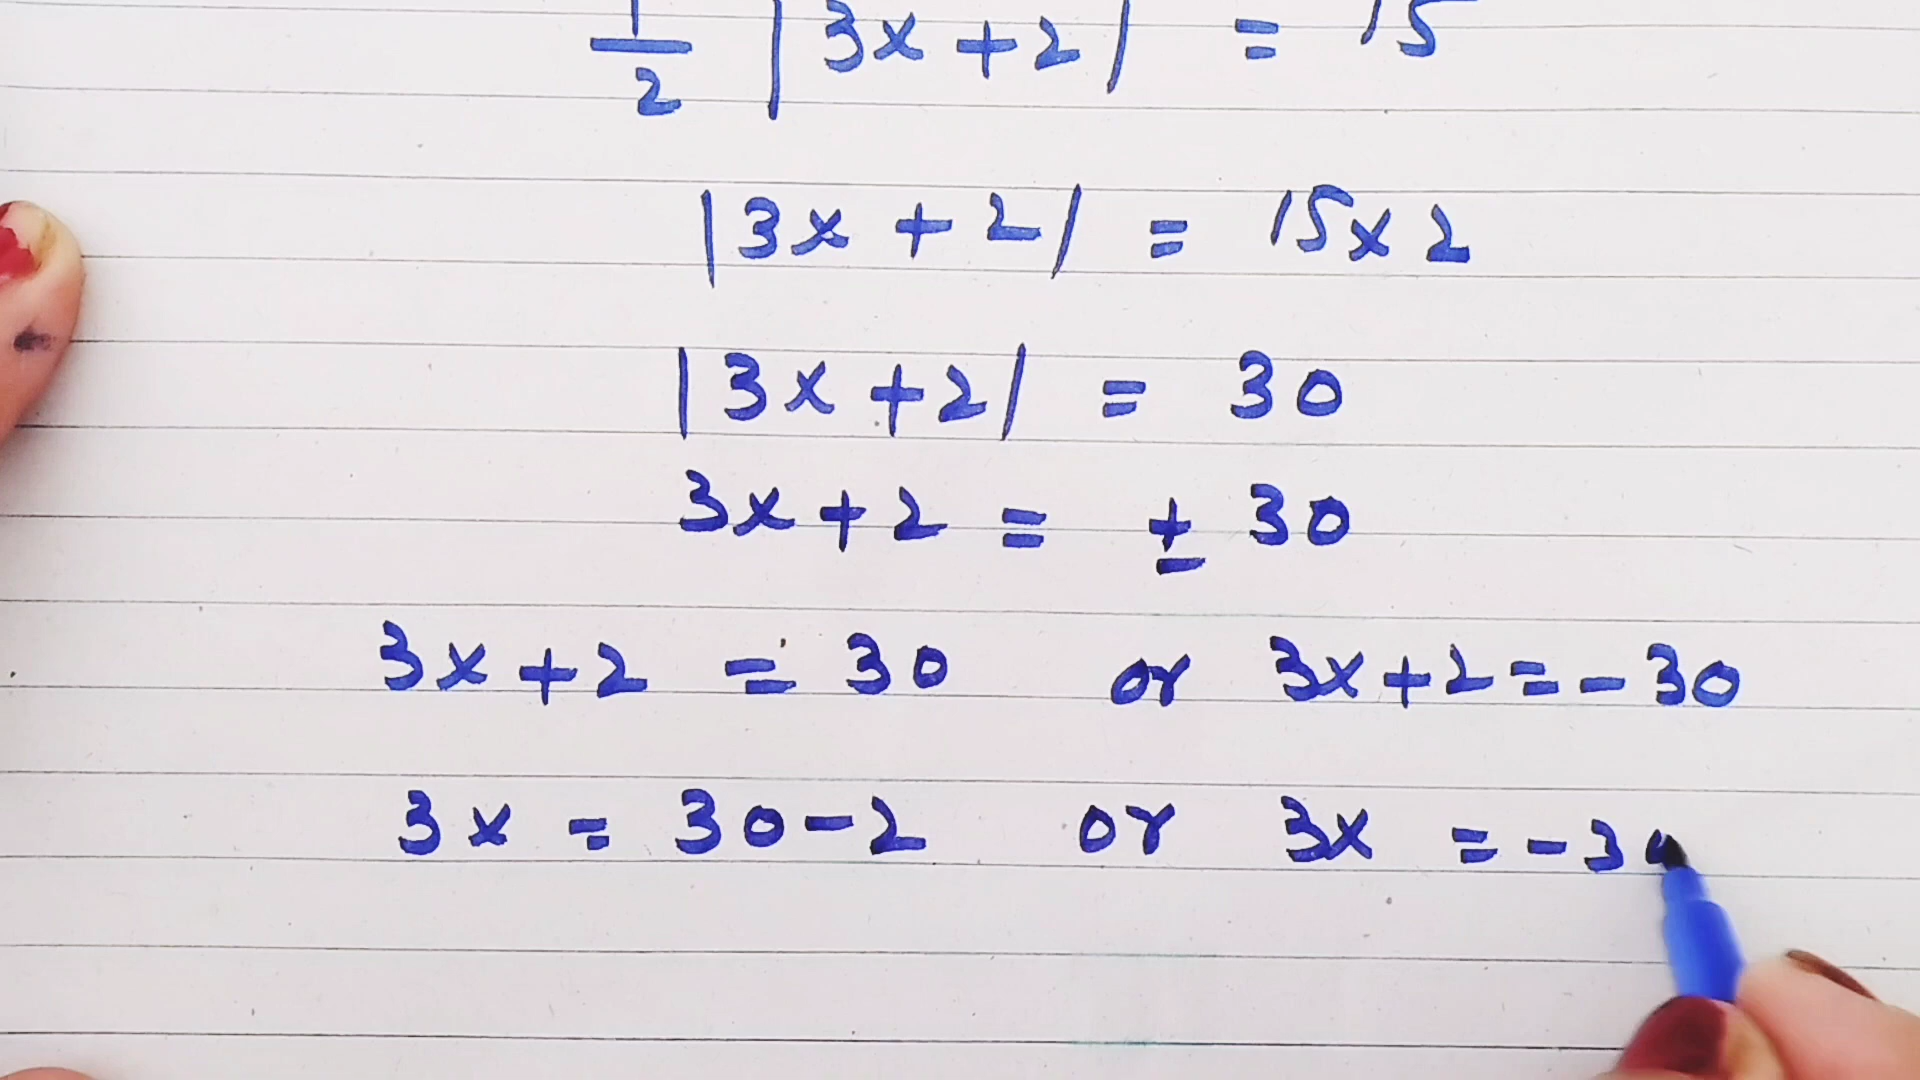 1/2 |3x+2| = 15
|3x + 2| = 15x2
|3x+2| = 30
3x+2 = ± 30
3x+2 = 30 or 3x+2=-30
3x = 30-2 or 3x =-30